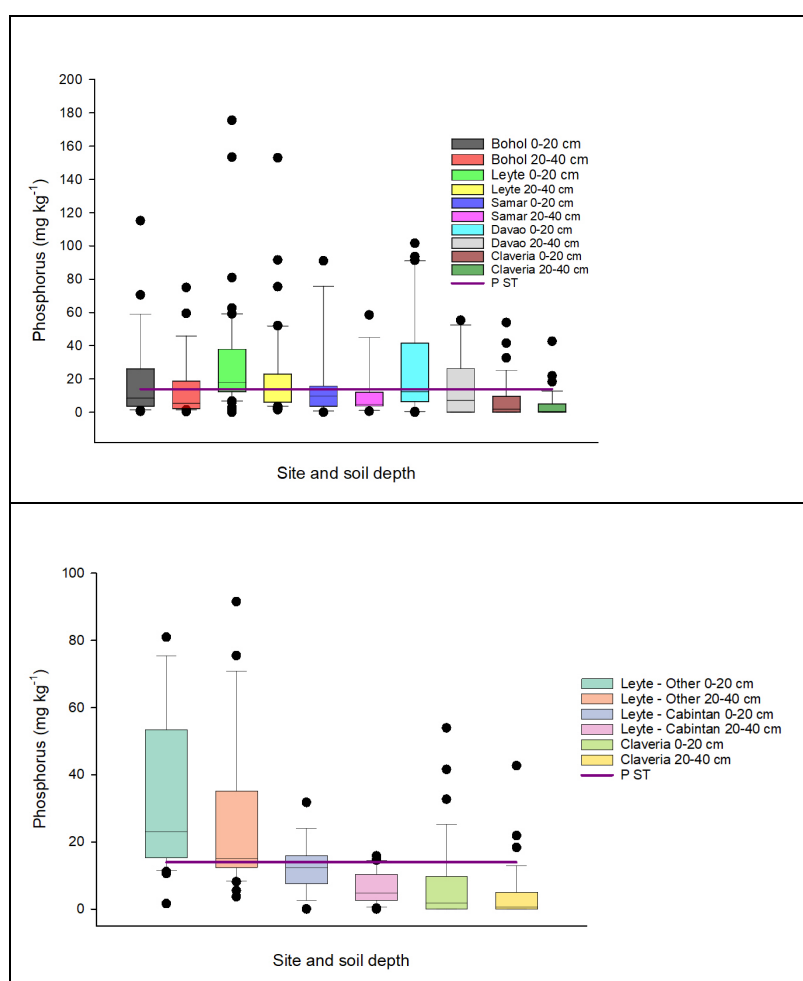 200
180
160
140
120
100
80
60
40
20
0
Phosphorus (mg kg⁻¹)
Bohol 0-20 cm
Bohol 20-40 cm
Leyte 0-20 cm
Leyte 20-40 cm
Samar 0-20 cm
Samar 20-40 cm
Davao 0-20 cm
Davao 20-40 cm
Claveria 0-20 cm
Claveria 20-40 cm
P ST
Site and soil depth
100
80
60
40
20
0
Phosphorus (mg kg⁻¹)
Leyte - Other 0-20 cm
Leyte - Other 20-40 cm
Leyte - Cabintan 0-20 cm
Leyte - Cabintan 20-40 cm
Claveria 0-20 cm
Claveria 20-40 cm
P ST
Site and soil depth